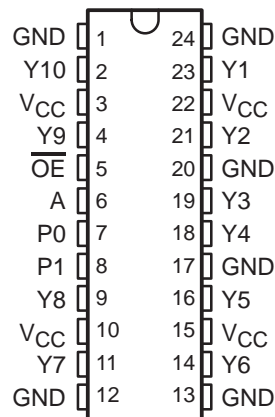 GND 1 24 GND
Y10 2 23 Y1
VCC 3 22 VCC
Y9 4 21 Y2
O̅E̅ 5 20 GND
A 6 19 Y3
P0 7 18 Y4
P1 8 17 GND
Y8 9 16 Y5
VCC 10 15 VCC
Y7 11 14 Y6
GND 12 13 GND